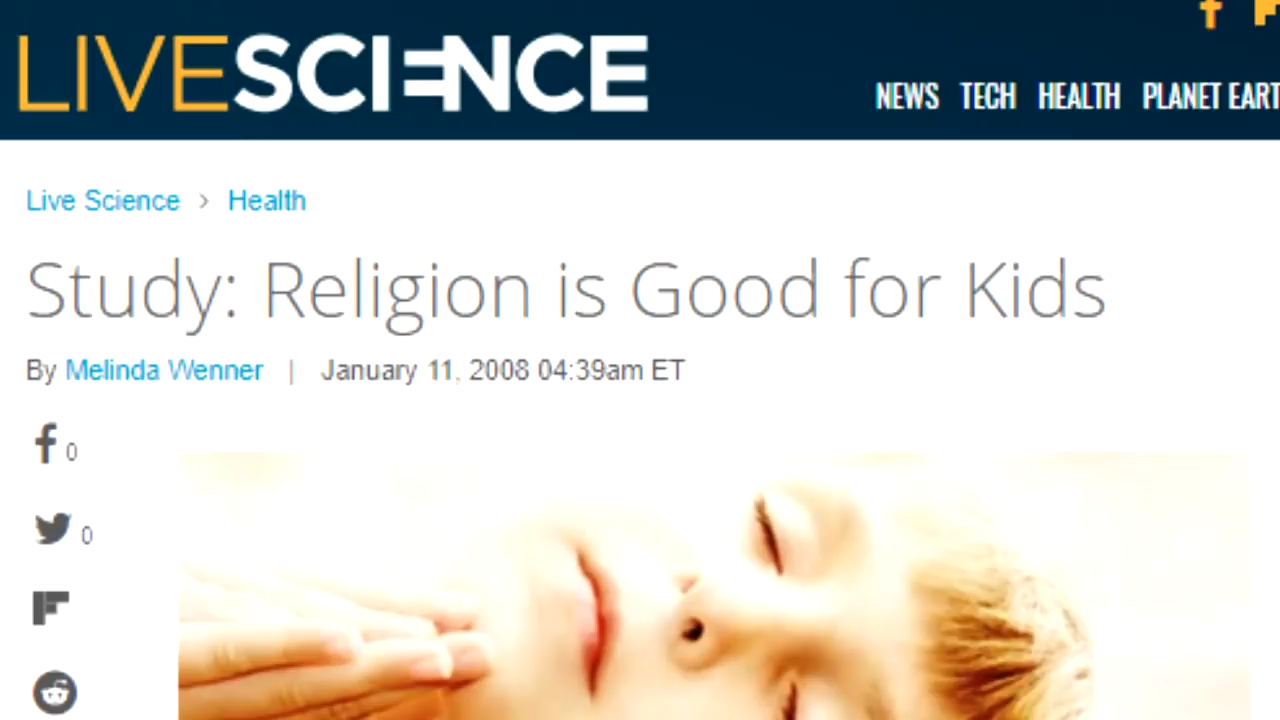 LIVESCIENCE
NEWS TECH HEALTH PLANET EART
Live Science > Health
Study: Religion is Good for Kids
By Melinda Wenner | January 11, 2008 04:39am ET
0
0